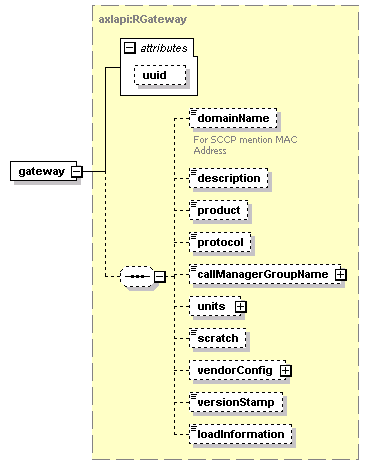 axlapi:RGateway
attributes
uuid
gateway
domainName
For SCCP mention MAC
Address
description
product
protocol
callManagerGroupName
units
scratch
vendorConfig
versionStamp
loadInformation